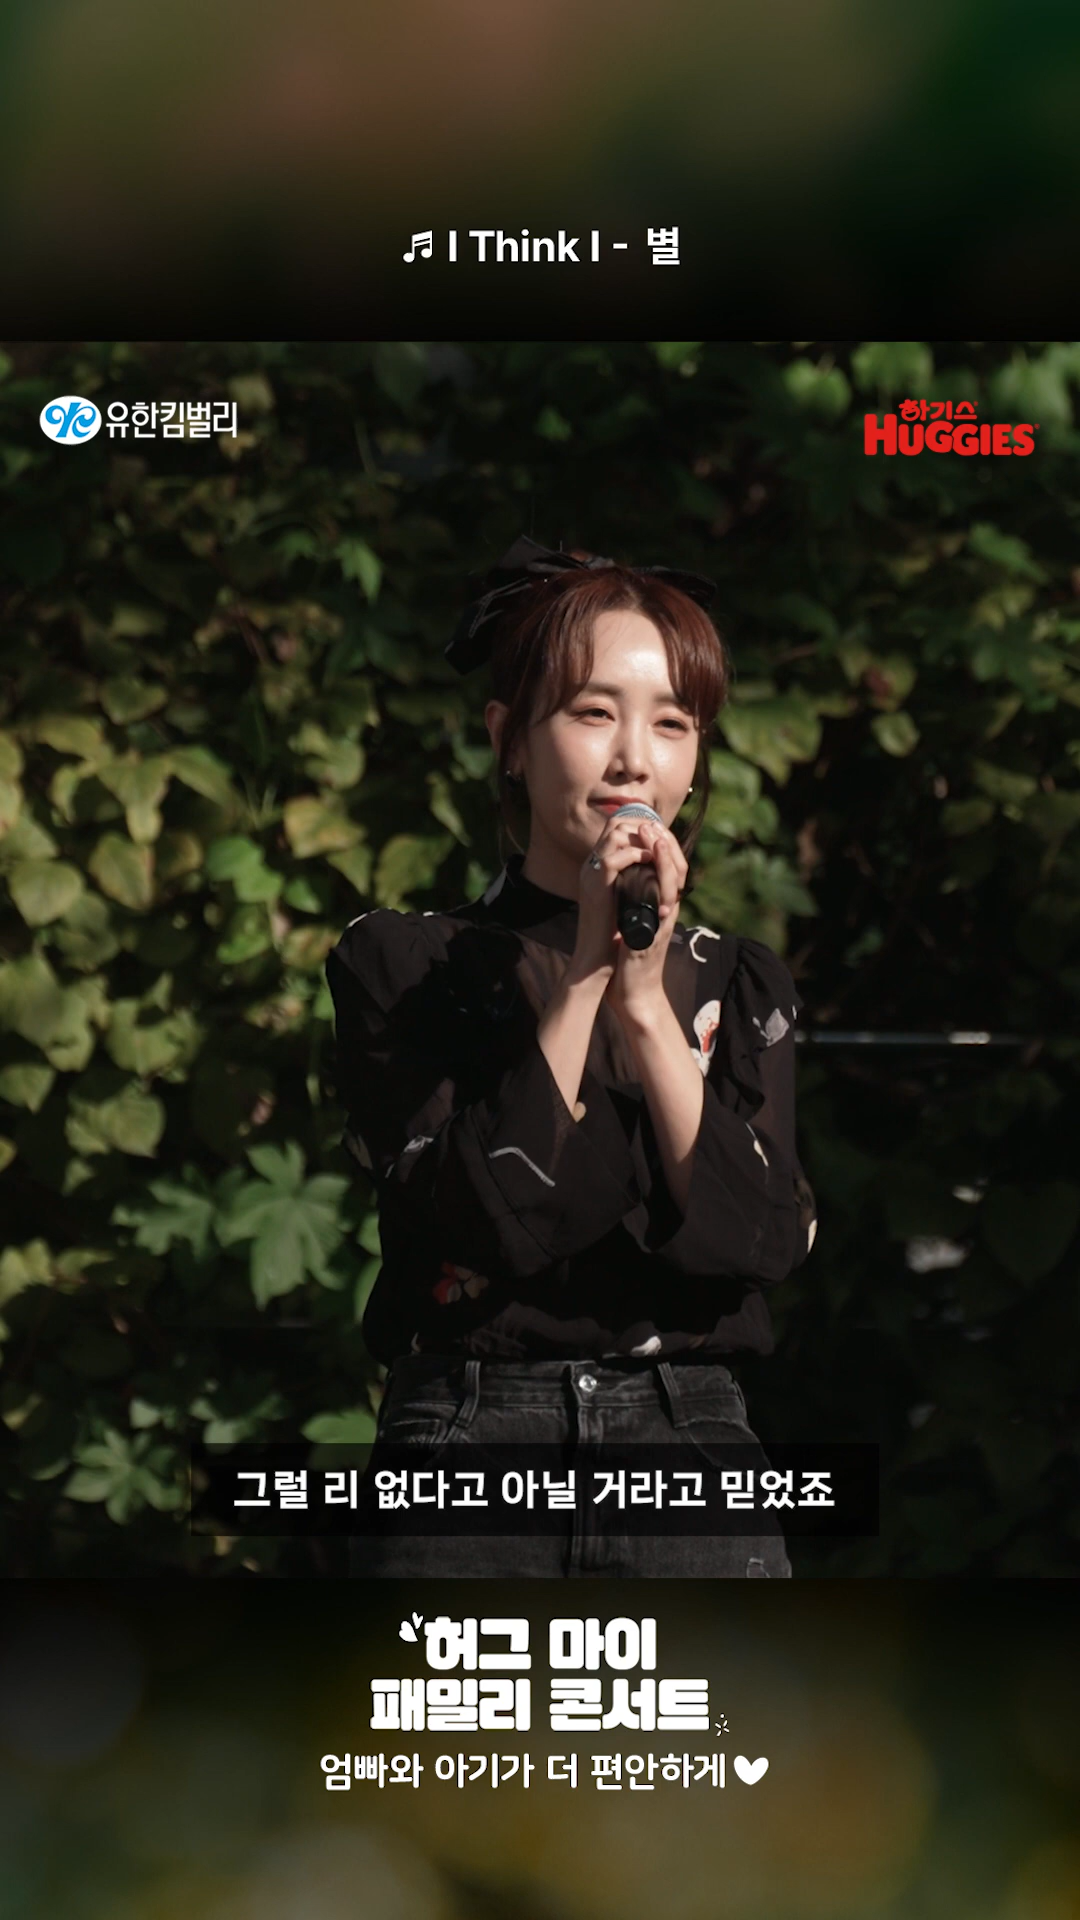 ♫ I Think I - 별
유한킴벌리
하기스
HUGGIES
그럴 리 없다고 아닐 거라고 믿었죠
허그 마이
패밀리 콘서트
엄빠와 아기가 더 편안하게♥